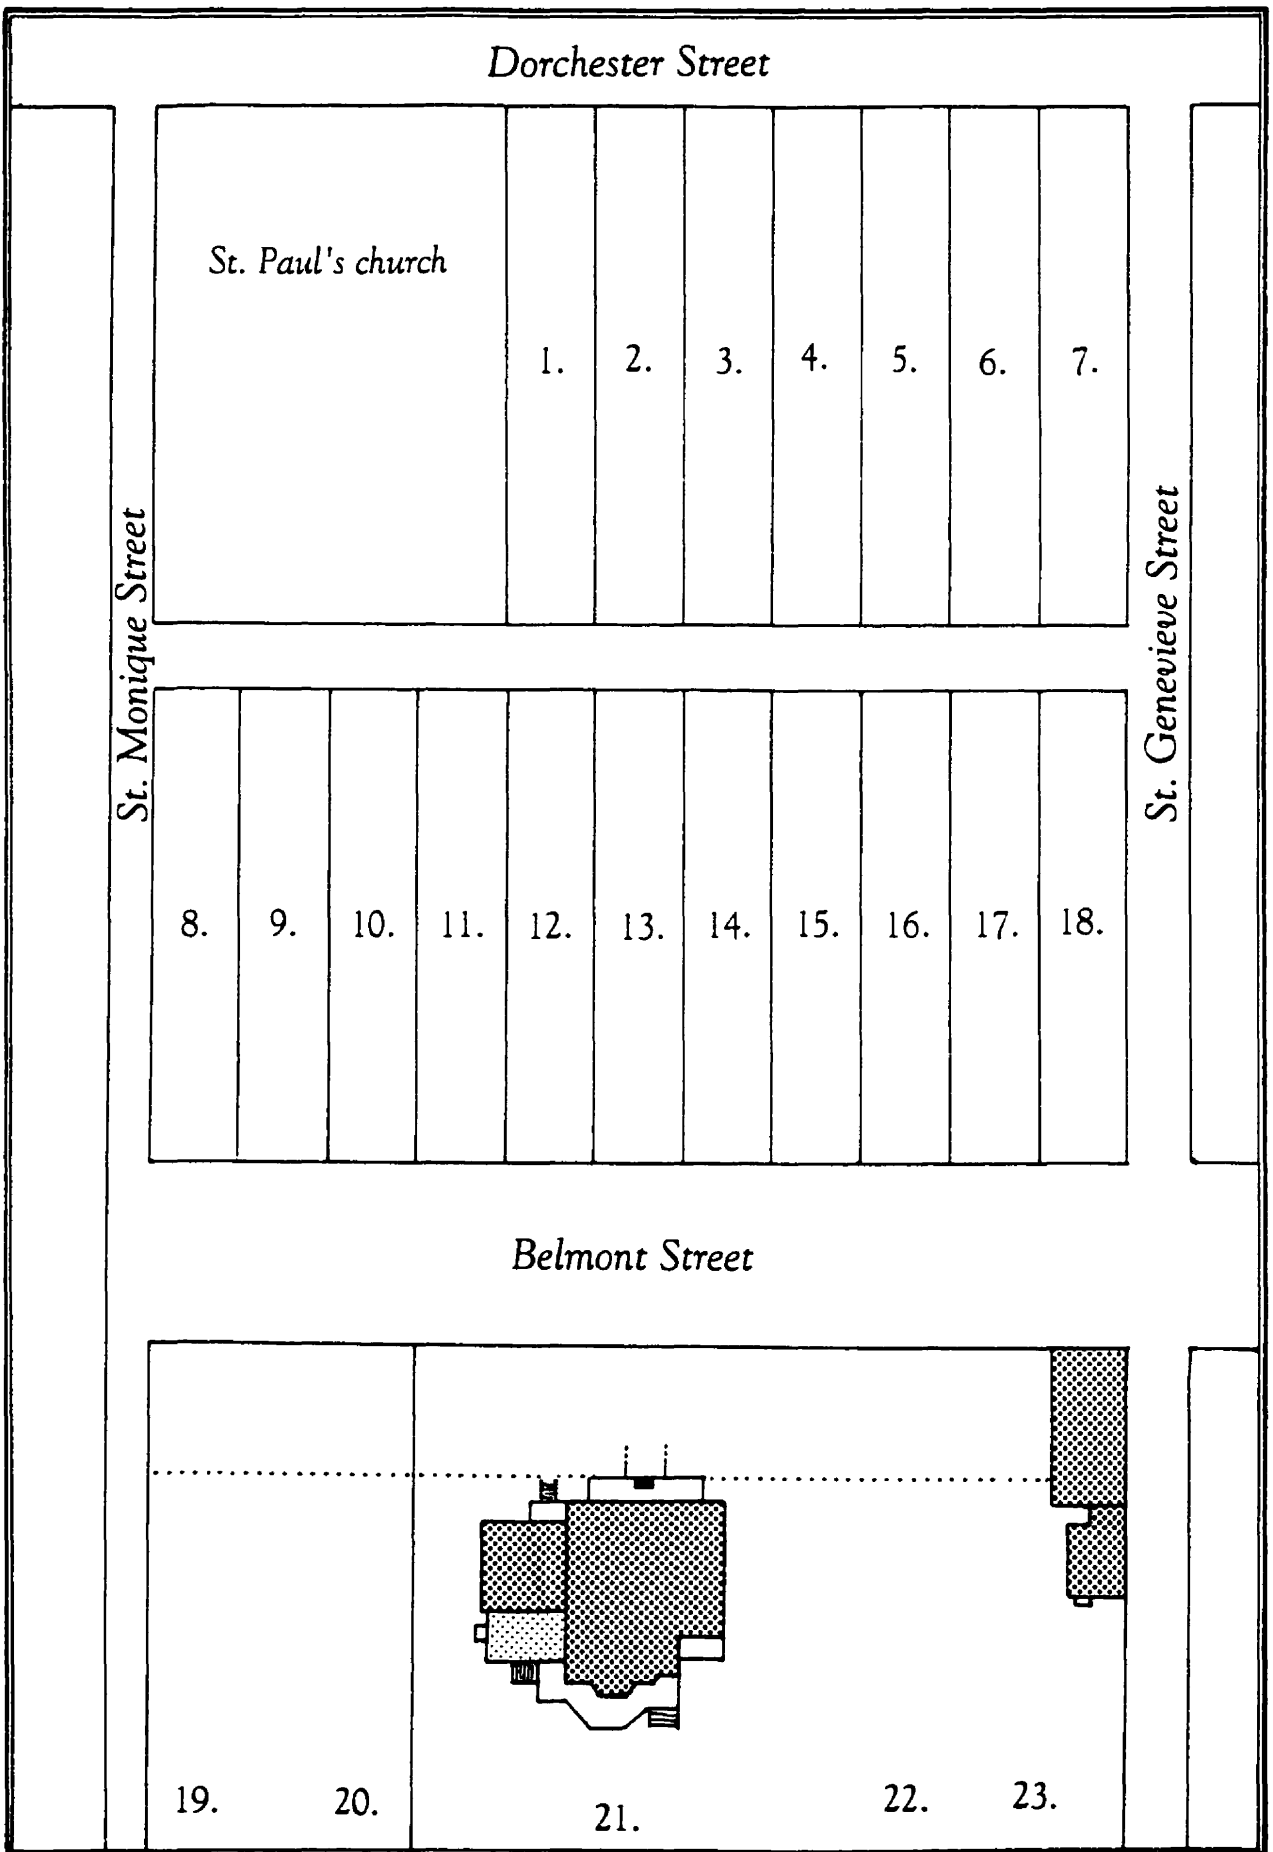 Dorchester Street
St. Paul's church
1. 2. 3. 4. 5. 6. 7.
St. Monique Street
St. Genevieve Street
8. 9. 10. 11. 12. 13. 14. 15. 16. 17. 18.
Belmont Street
19. 20. 21. 22. 23.